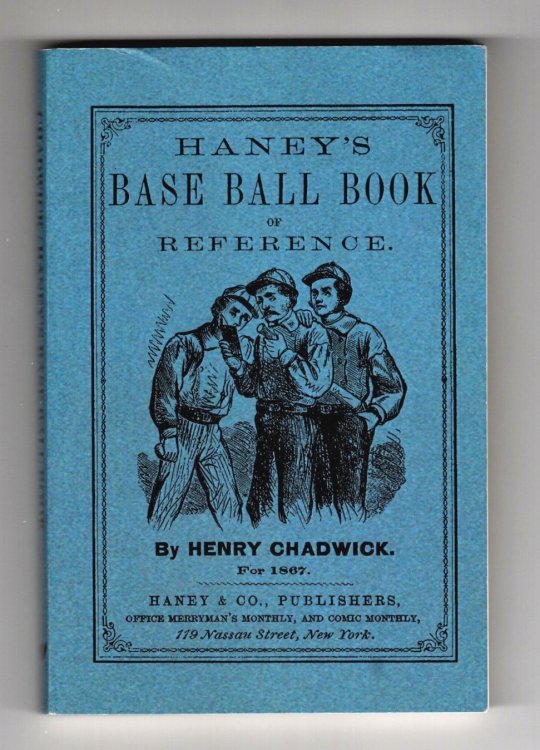 HANEY'S
BASE BALL BOOK
OF
REFERENCE.
By HENRY CHADWICK.
For 1867.
HANEY & CO., PUBLISHERS,
OFFICE MERRYMAN'S MONTHLY, AND COMIC MONTHLY,
119 Nassau Street, New York.